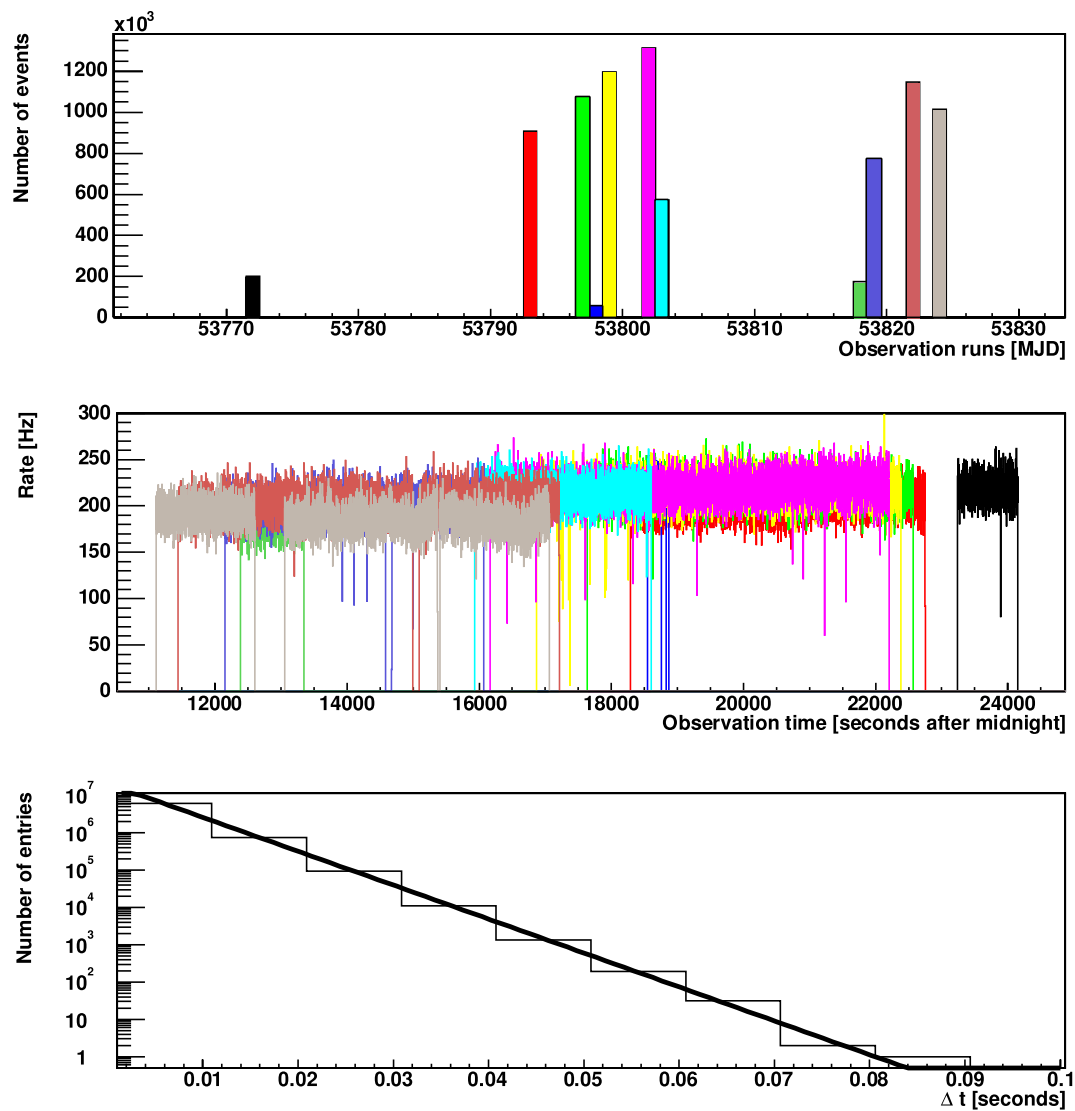 x10³
Number of events
1200
1000
800
600
400
200
0
53770 53780 53790 53800 53810 53820 53830
Observation runs [MJD]
Rate [Hz]
300
250
200
150
100
50
0
12000 14000 16000 18000 20000 22000 24000
Observation time [seconds after midnight]
Number of entries
10⁷
10⁶
10⁵
10⁴
10³
10²
10
1
0.01 0.02 0.03 0.04 0.05 0.06 0.07 0.08 0.09 0.1
Δ t [seconds]